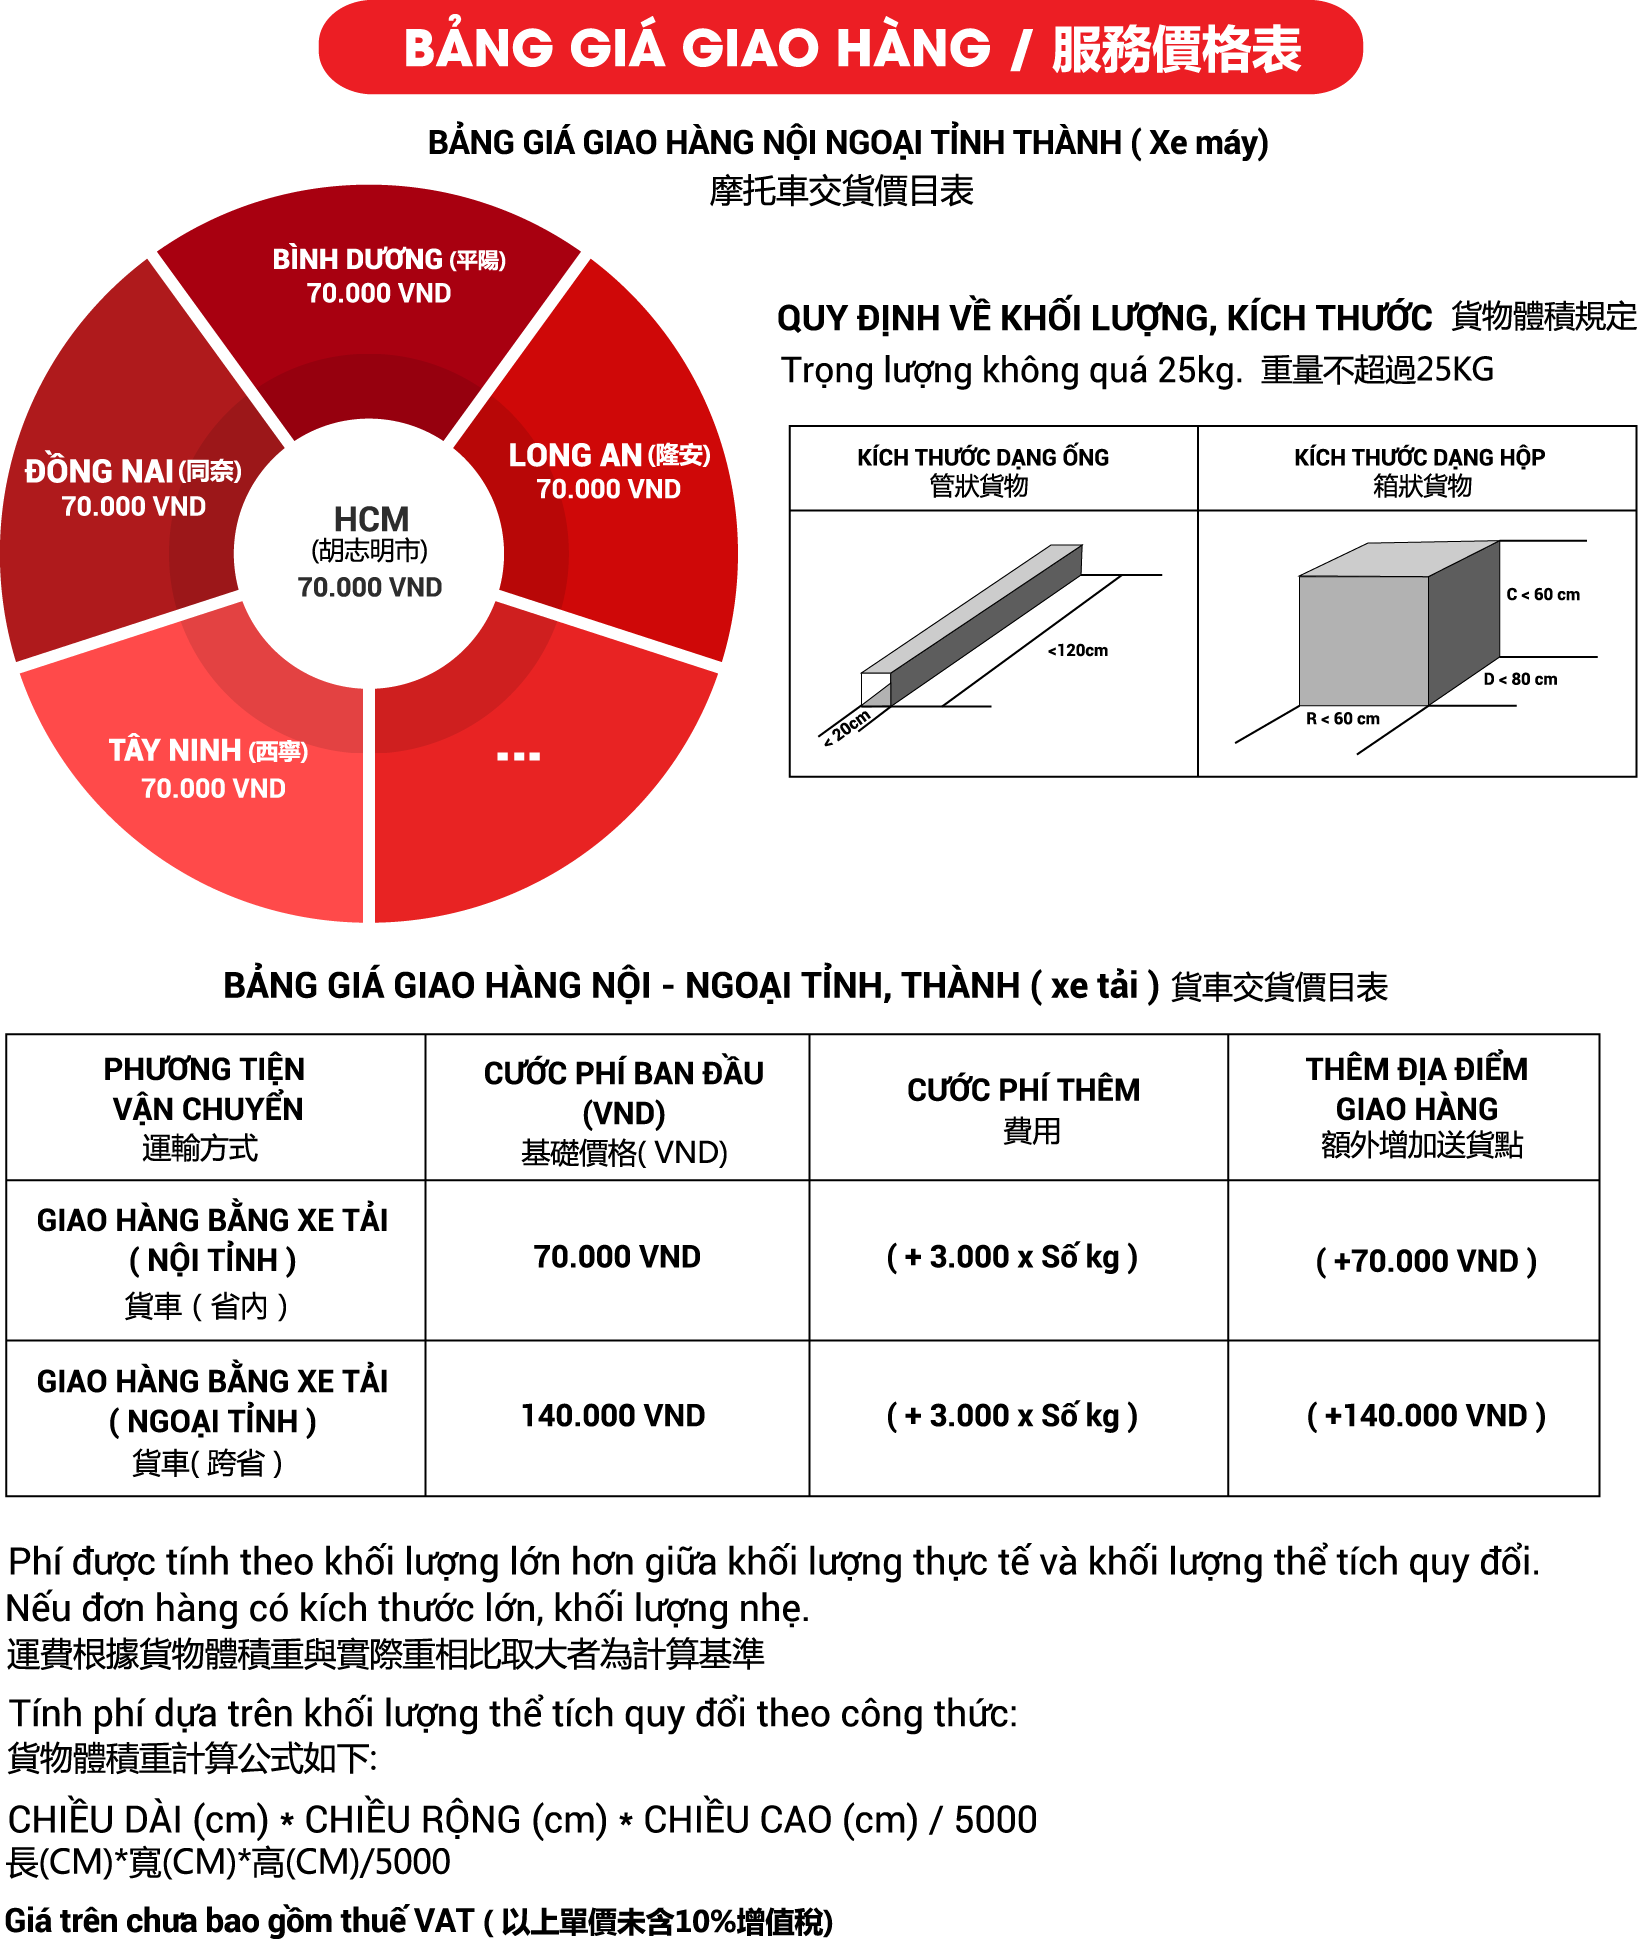 BẢNG GIÁ GIAO HÀNG / 服務價格表
BẢNG GIÁ GIAO HÀNG NỘI NGOẠI TỈNH THÀNH ( Xe máy)
摩托車交貨價目表
BÌNH DƯƠNG (平陽)
70.000 VND
LONG AN (隆安)
70.000 VND
ĐỒNG NAI (同奈)
70.000 VND
HCM
(胡志明市)
70.000 VND
TÂY NINH (西寧)
70.000 VND
---
QUY ĐỊNH VỀ KHỐI LƯỢNG, KÍCH THƯỚC 貨物體積規定
Trọng lượng không quá 25kg. 重量不超過25KG
KÍCH THƯỚC DẠNG ỐNG
管狀貨物
KÍCH THƯỚC DẠNG HỘP
箱狀貨物
<120cm
< 20cm
C < 60 cm
D < 80 cm
R < 60 cm
BẢNG GIÁ GIAO HÀNG NỘI - NGOẠI TỈNH, THÀNH ( xe tải ) 貨車交貨價目表
PHƯƠNG TIỆN
VẬN CHUYỂN
運輸方式
CƯỚC PHÍ BAN ĐẦU
(VND)
基礎價格( VND)
CƯỚC PHÍ THÊM
費用
THÊM ĐỊA ĐIỂM
GIAO HÀNG
額外增加送貨點
GIAO HÀNG BẰNG XE TẢI
( NỘI TỈNH )
貨車 ( 省內 )
70.000 VND
( + 3.000 x Số kg )
( +70.000 VND )
GIAO HÀNG BẰNG XE TẢI
( NGOẠI TỈNH )
貨車( 跨省 )
140.000 VND
( + 3.000 x Số kg )
( +140.000 VND )
Phí được tính theo khối lượng lớn hơn giữa khối lượng thực tế và khối lượng thể tích quy đổi.
Nếu đơn hàng có kích thước lớn, khối lượng nhẹ.
運費根據貨物體積重與實際重相比取大者為計算基準
Tính phí dựa trên khối lượng thể tích quy đổi theo công thức:
貨物體積重計算公式如下:
CHIỀU DÀI (cm) * CHIỀU RỘNG (cm) * CHIỀU CAO (cm) / 5000
長(CM)*寬(CM)*高(CM)/5000
Giá trên chưa bao gồm thuế VAT ( 以上單價未含10%增值稅)